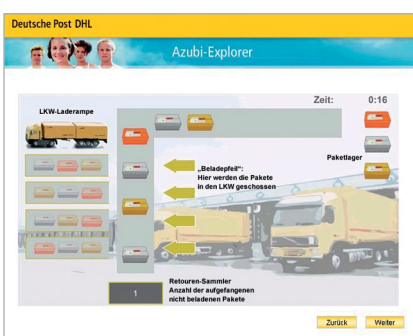 Deutsche Post DHL
Azubi-Explorer
Zeit: 0:16
LKW-Laderampe
Paketlager
„Beladepfeil“:
Hier werden die Pakete
in den LKW geschossen
Retouren-Sammler
Anzahl der aufgefangenen
nicht beladenen Pakete
1
Zurück
Weiter